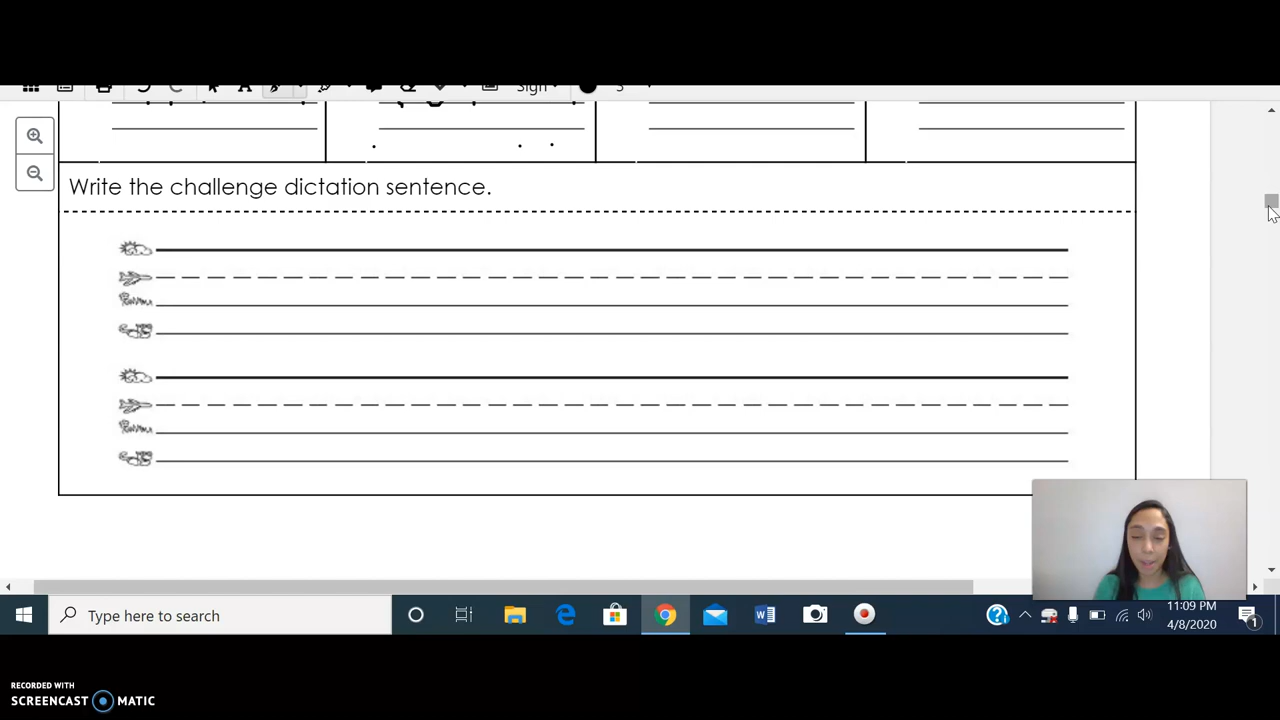 Sign
Write the challenge dictation sentence.
Type here to search
11:09 PM
4/8/2020
1
RECORDED WITH
SCREENCAST MATIC